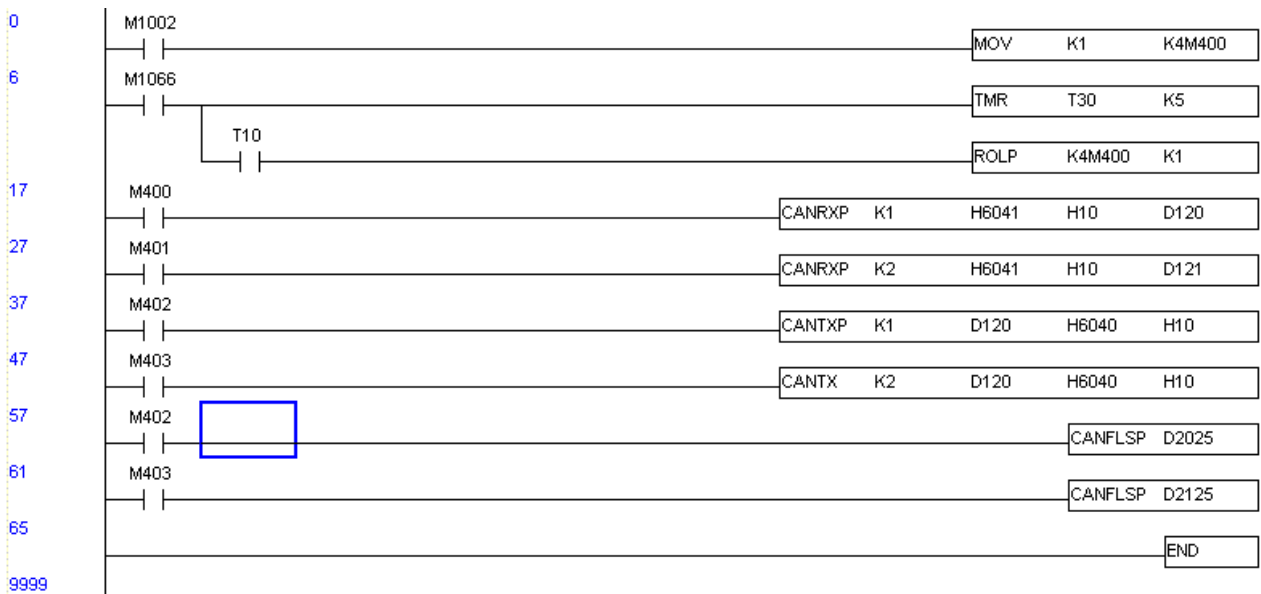 0 M1002 MOV K1 K4M400
6 M1066 TMR T30 K5
T10 ROLP K4M400 K1
17 M400 CANRXP K1 H6041 H10 D120
27 M401 CANRXP K2 H6041 H10 D121
37 M402 CANTXP K1 D120 H6040 H10
47 M403 CANTX K2 D120 H6040 H10
57 M402 CANFLSP D2025
61 M403 CANFLSP D2125
65 END
9999